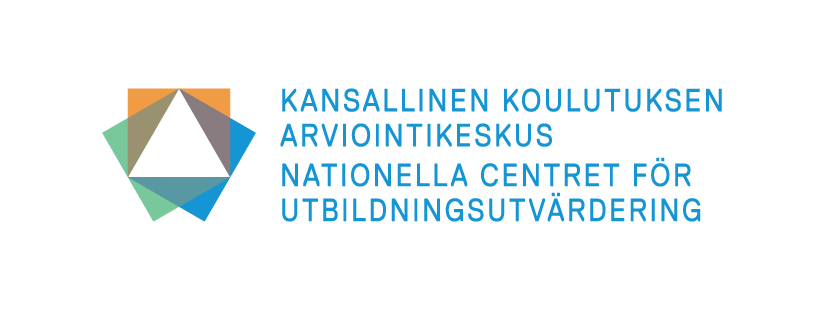 KANSALLINEN KOULUTUKSEN
ARVIOINTIKESKUS
NATIONELLA CENTRET FÖR
UTBILDNINGSUTVÄRDERING